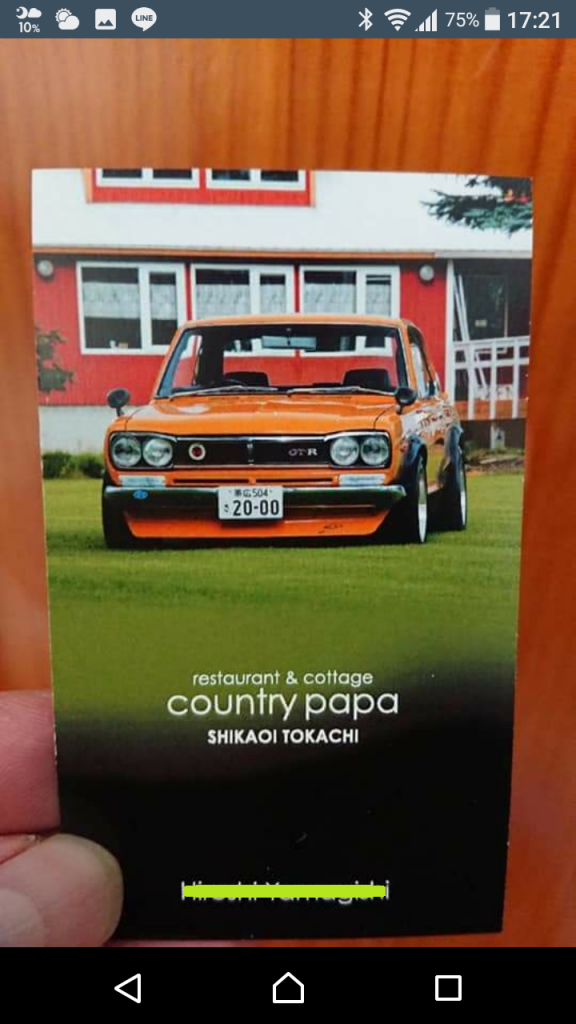 10% LINE 75% 17:21
GT-R
帯広504
さ 20-00
restaurant & cottage
country papa
SHIKAOI TOKACHI